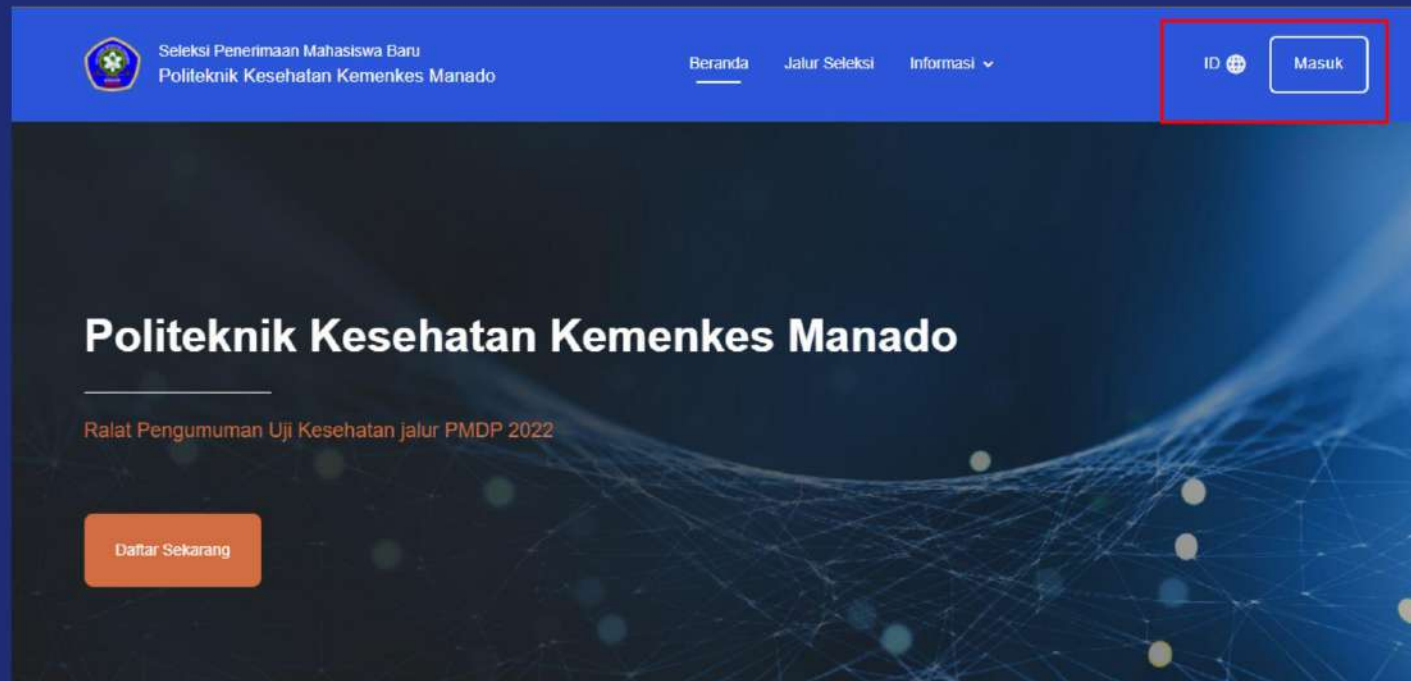 Seleksi Penerimaan Mahasiswa Baru
Politeknik Kesehatan Kemenkes Manado
Beranda
Jalur Seleksi
Informasi
ID
Masuk
Politeknik Kesehatan Kemenkes Manado
Ralat Pengumuman Uji Kesehatan jalur PMDP 2022
Daftar Sekarang